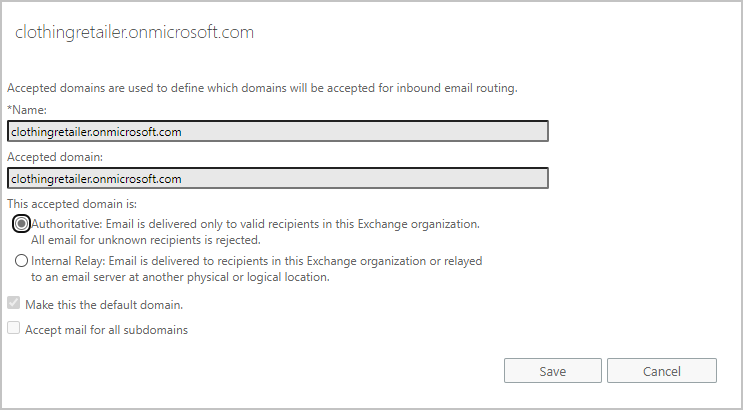 clothingretailer.onmicrosoft.com
Accepted domains are used to define which domains will be accepted for inbound email routing.
*Name:
clothingretailer.onmicrosoft.com
Accepted domain:
clothingretailer.onmicrosoft.com
This accepted domain is:
Authoritative: Email is delivered only to valid recipients in this Exchange organization.
All email for unknown recipients is rejected.
Internal Relay: Email is delivered to recipients in this Exchange organization or relayed
to an email server at another physical or logical location.
Make this the default domain.
Accept mail for all subdomains
Save Cancel